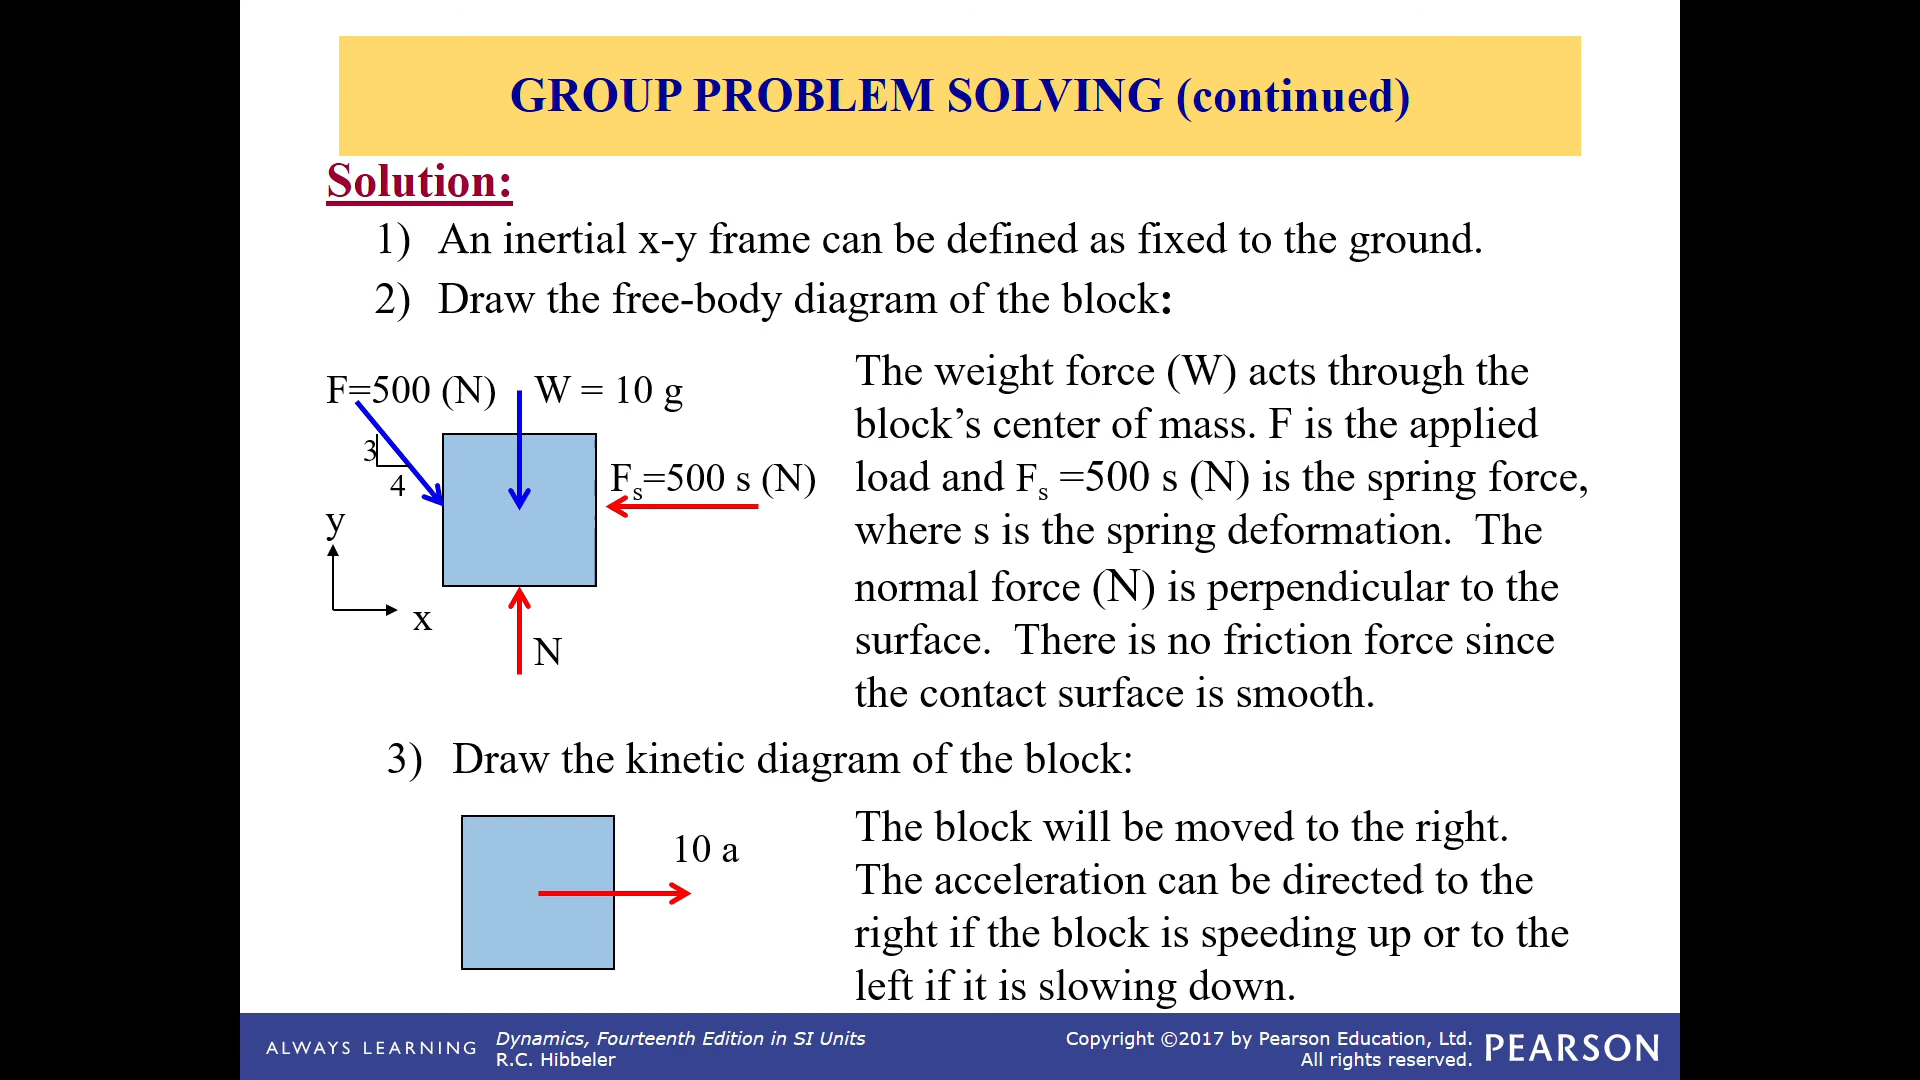 GROUP PROBLEM SOLVING (continued)
Solution:
1) An inertial x-y frame can be defined as fixed to the ground.
2) Draw the free-body diagram of the block:
F=500 (N)
W = 10 g
3
4
Fs=500 s (N)
y
x
N
The weight force (W) acts through the
block’s center of mass. F is the applied
load and Fs =500 s (N) is the spring force,
where s is the spring deformation. The
normal force (N) is perpendicular to the
surface. There is no friction force since
the contact surface is smooth.
3) Draw the kinetic diagram of the block:
10 a
The block will be moved to the right.
The acceleration can be directed to the
right if the block is speeding up or to the
left if it is slowing down.
ALWAYS LEARNING
Dynamics, Fourteenth Edition in SI Units
R.C. Hibbeler
Copyright ©2017 by Pearson Education, Ltd.
All rights reserved.
PEARSON